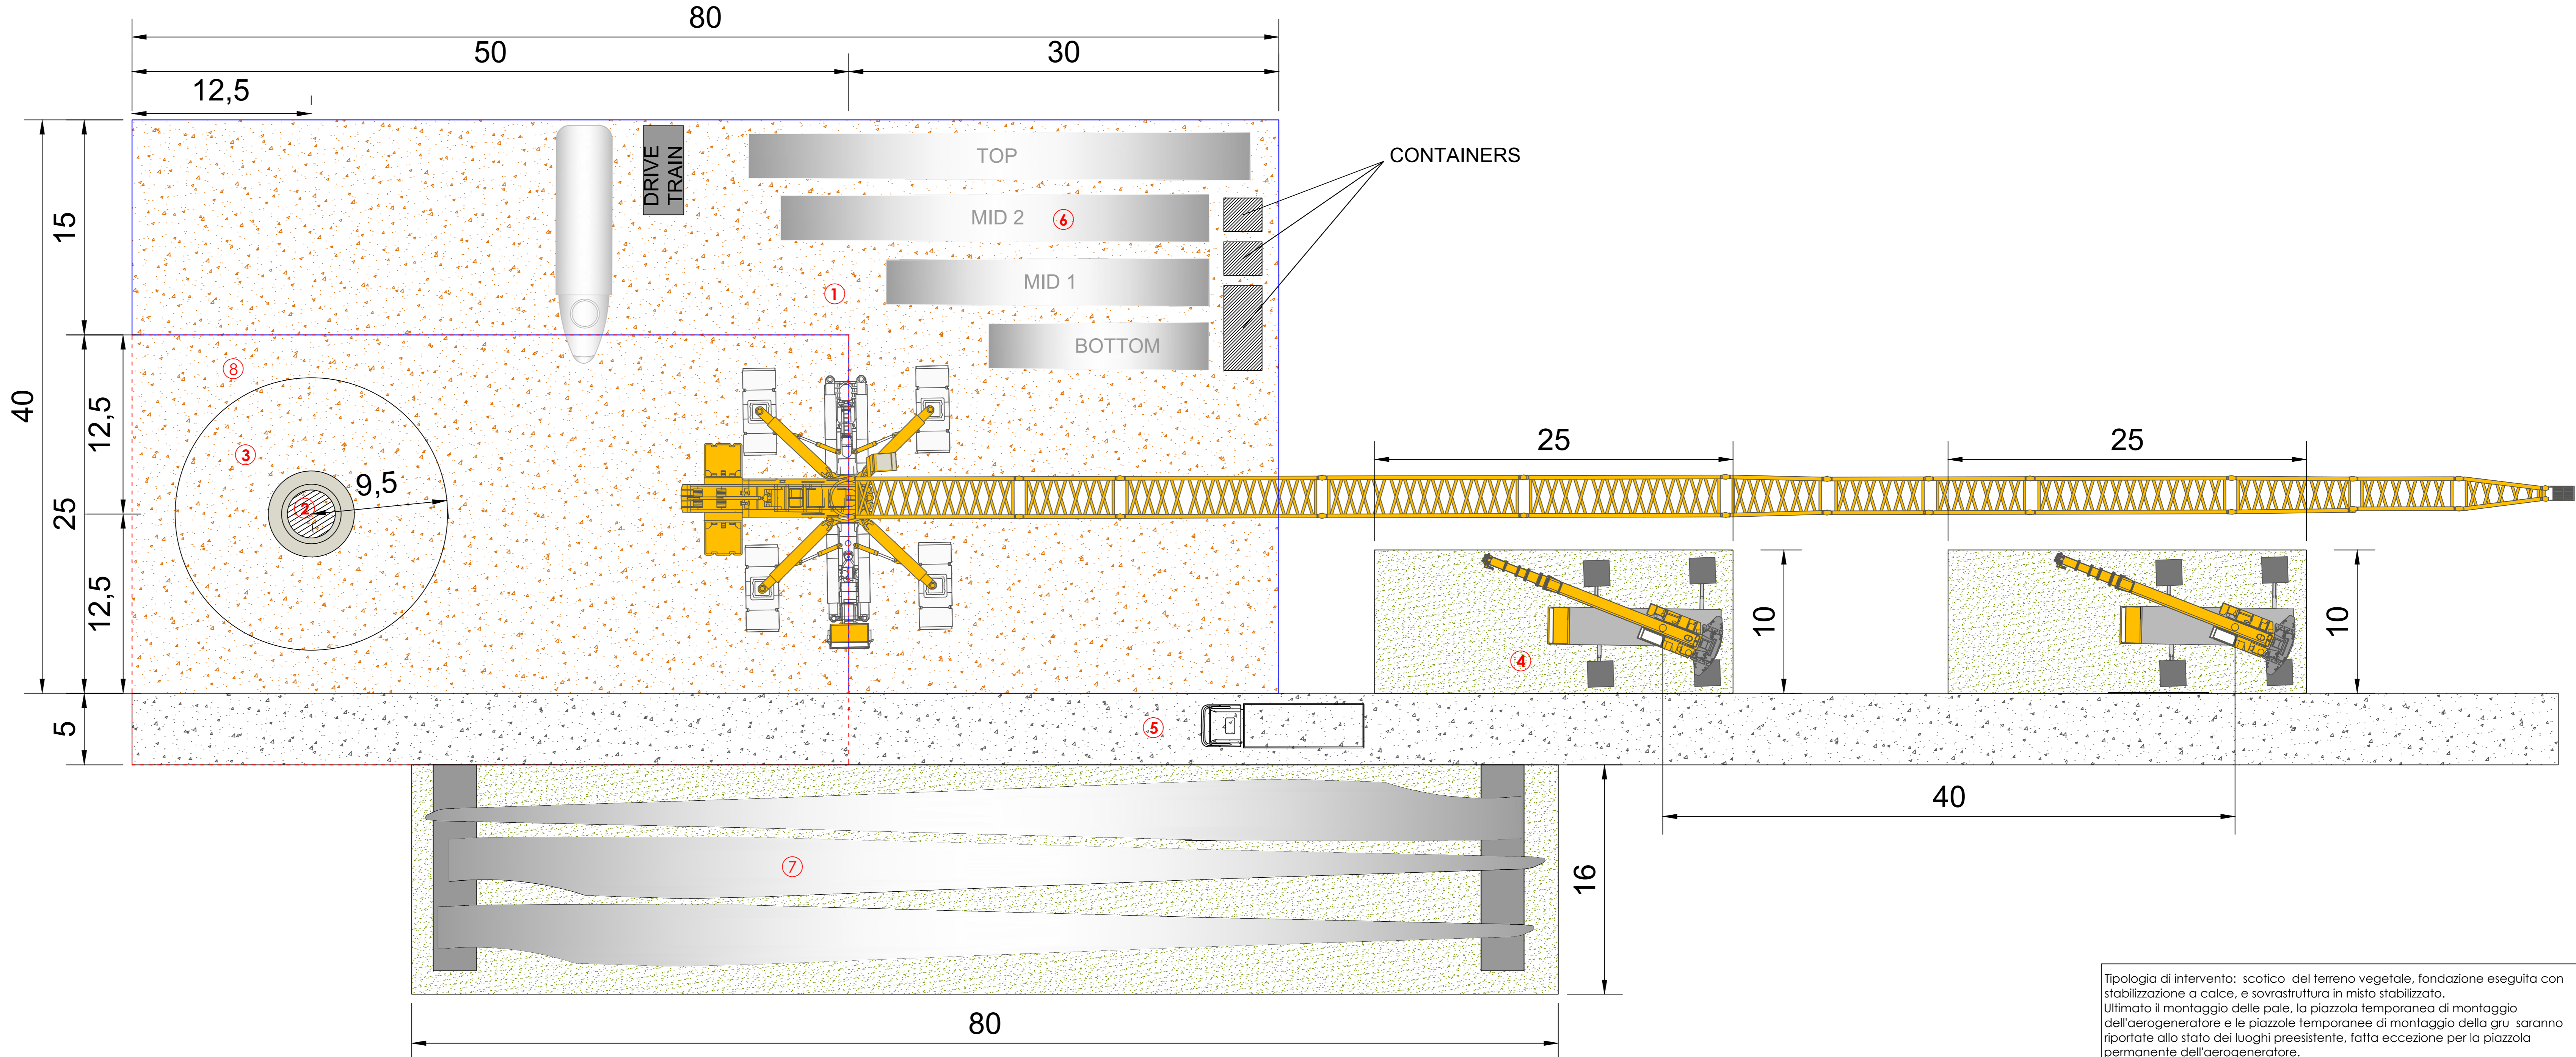 80
50
30
12,5
CONTAINERS
DRIVE
TRAIN
TOP
MID 2
6
MID 1
1
BOTTOM
15
40
25
12,5
12,5
5
8
3
2
9,5
25
25
10
10
4
5
40
7
16
80
Tipologia di intervento: scotico del terreno vegetale, fondazione eseguita con
stabilizzazione a calce, e sovrastruttura in misto stabilizzato.
Ultimato il montaggio delle pale, la piazzola temporanea di montaggio
dell'aerogeneratore e le piazzole temporanee di montaggio della gru saranno
riportate allo stato dei luoghi preesistente, fatta eccezione per la piazzola
permanente dell'aerogeneratore.